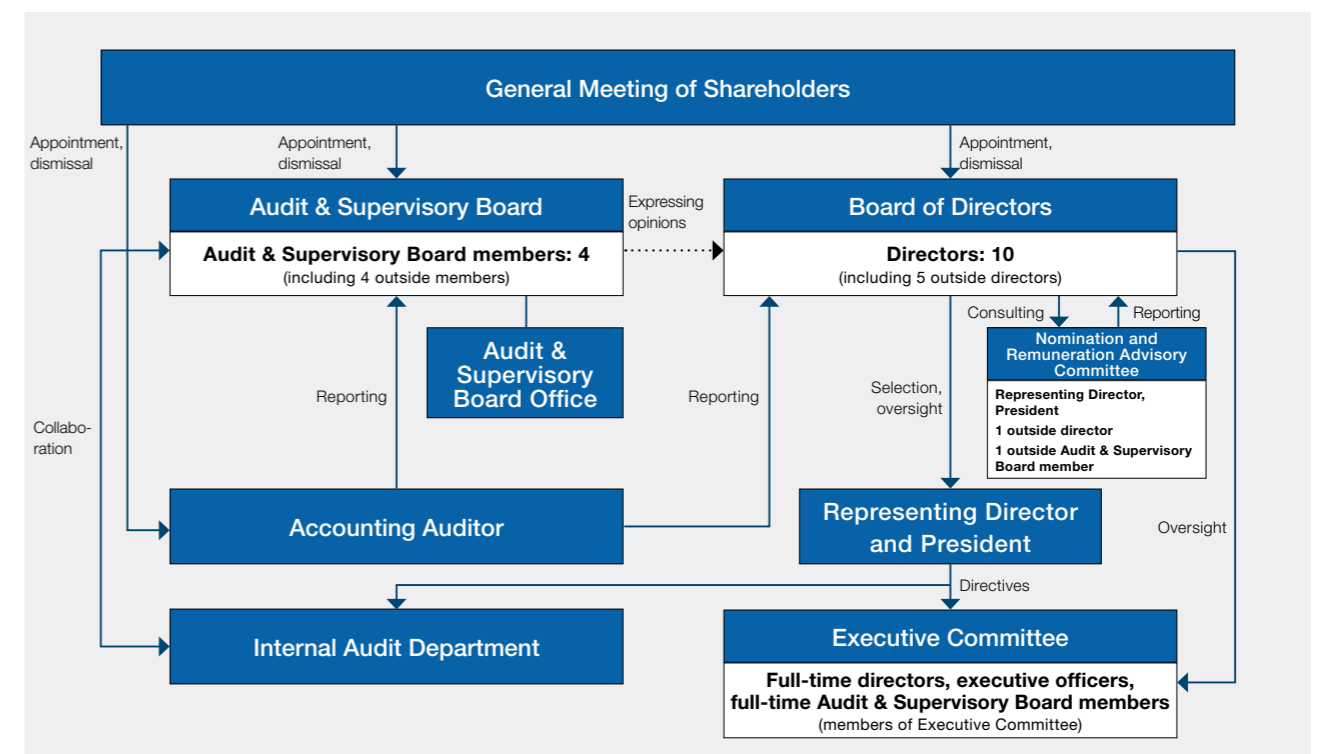 General Meeting of Shareholders
Appointment,
dismissal
Appointment,
dismissal
Appointment,
dismissal
Audit & Supervisory Board
Audit & Supervisory Board members: 4
(including 4 outside members)
Expressing
opinions
Board of Directors
Directors: 10
(including 5 outside directors)
Audit &
Supervisory
Board Office
Consulting
Reporting
Nomination and
Remuneration Advisory
Committee
Representing Director,
President
1 outside director
1 outside Audit & Supervisory
Board member
Reporting
Reporting
Selection,
oversight
Collabo-
ration
Accounting Auditor
Representing Director
and President
Oversight
Directives
Internal Audit Department
Executive Committee
Full-time directors, executive officers,
full-time Audit & Supervisory Board members
(members of Executive Committee)